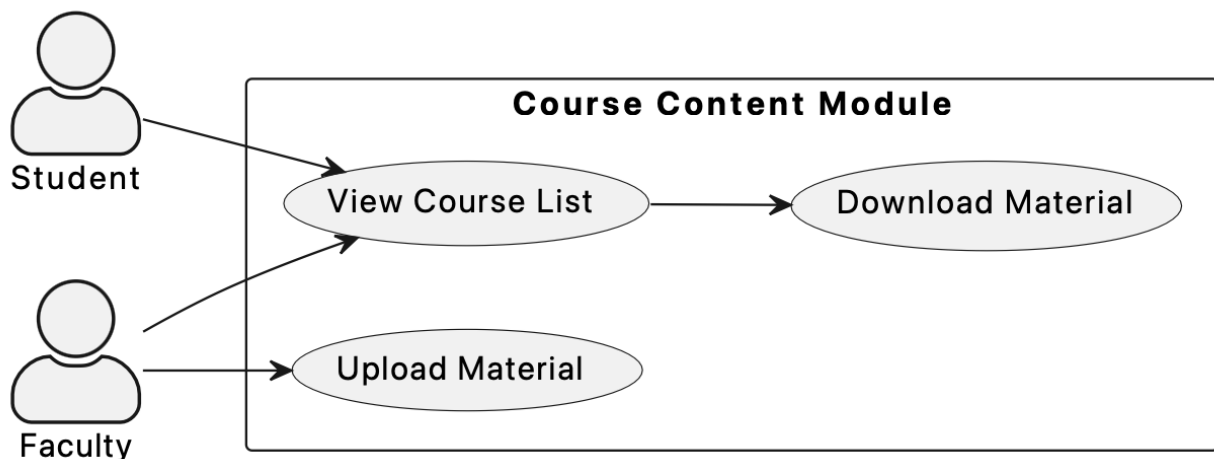 Course Content Module
Student
View Course List
Download Material
Upload Material
Faculty